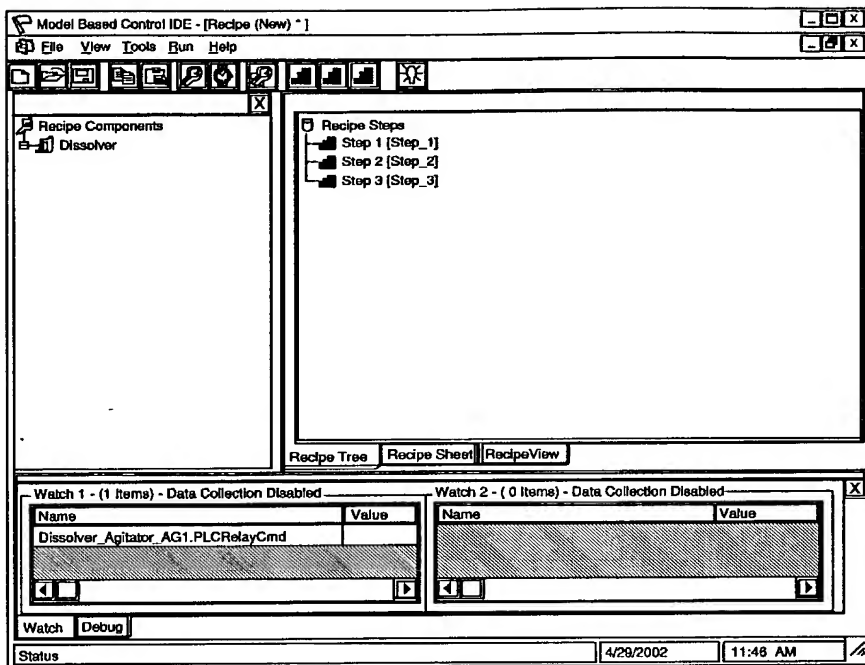 Model Based Control IDE - [Recipe (New) * ]
File View Tools Run Help
Recipe Components
Dissolver
Recipe Steps
Step 1 [Step_1]
Step 2 [Step_2]
Step 3 [Step_3]
Recipe Tree Recipe Sheet RecipeView
Watch 1 - (1 Items) - Data Collection Disabled
Name Value
Dissolver_Agitator_AG1.PLCRelayCmd
Watch 2 - ( 0 Items) - Data Collection Disabled
Name Value
Watch Debug
Status 4/29/2002 11:46 AM